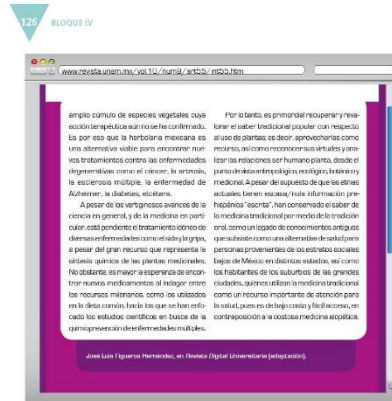 126 BLOQUE IV
www.revista.unam.mx/vol.10/num9/art55/int55.htm
amplio cúmulo de especies vegetales cuya
acción terapéutica aún no se ha confirmado.
Es por eso que la herbolaria mexicana es
una alternativa viable para encontrar nue-
vos tratamientos contra las enfermedades
degenerativas como el cáncer, la artrosis,
la esclerosis múltiple, la enfermedad de
Alzheimer, la diabetes, etcétera.
A pesar de los vertiginosos avances de la
ciencia en general, y de la medicina en parti-
cular, está pendiente el tratamiento idóneo de
diversas enfermedades como el sida y la gripa,
a pesar del gran recurso que representa la
síntesis química de las plantas medicinales.
No obstante, es mayor la esperanza de encon-
trar nuevos medicamentos al indagar entre
los recursos milenarios, como los utilizados
en la dieta común, hacia los que se han enfo-
cado los estudios científicos en busca de la
quimioprevención de enfermedades múltiples.
Por lo tanto, es primordial recuperar y reva-
lorar el saber tradicional popular con respecto
al uso de plantas; es decir, aprovecharlas como
recurso, así como reconocer sus virtudes y ana-
lizar las relaciones ser humano planta, desde el
punto de vista antropológico, ecológico, botánico y
medicinal. A pesar del supuesto de que las etnias
actuales tienen escasa/nula información pre-
hispánica "escrita", han conservado el saber de
la medicina tradicional por medio de la tradición
oral, como un legado de conocimientos antiguos
que subsiste como una alternativa de salud para
personas provenientes de los estratos sociales
bajos de México en distintos estados, así como
los habitantes de los suburbios de las grandes
ciudades, quienes utilizan la medicina tradicional
como un recurso importante de atención para
la salud, pues es de bajo costo y fácil acceso, en
contraposición a la costosa medicina alopática.
José Luis Figueroa Hernández, en Revista Digital Universitaria (adaptación).